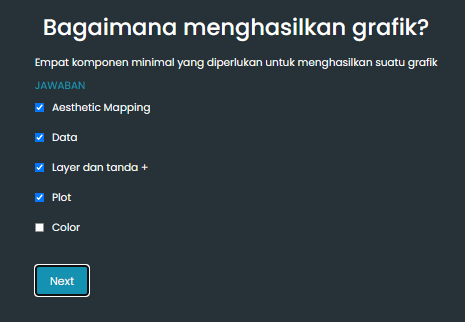 Bagaimana menghasilkan grafik?
Empat komponen minimal yang diperlukan untuk menghasilkan suatu grafik
JAWABAN
Aesthetic Mapping
Data
Layer dan tanda +
Plot
Color
Next